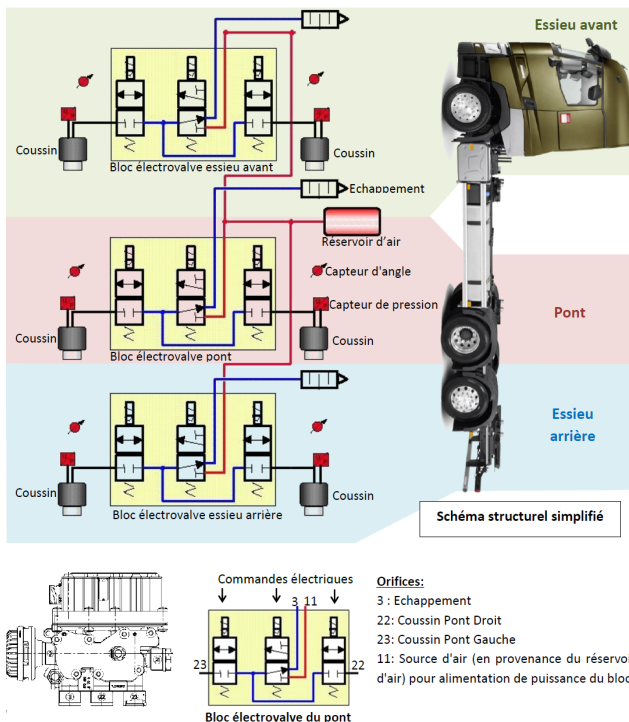 Essieu avant
Coussin
Coussin
Bloc électrovalve essieu avant
Echappement
Réservoir d’air
Capteur d'angle
Capteur de pression
Pont
Coussin
Coussin
Bloc électrovalve pont
Essieu
arrière
Coussin
Coussin
Bloc électrovalve essieu arrière
Schéma structurel simplifié
Commandes électriques
3 11
23
22
Bloc électrovalve du pont
Orifices:
3 : Echappement
22: Coussin Pont Droit
23: Coussin Pont Gauche
11: Source d'air (en provenance du réservoi
d'air) pour alimentation de puissance du bloc